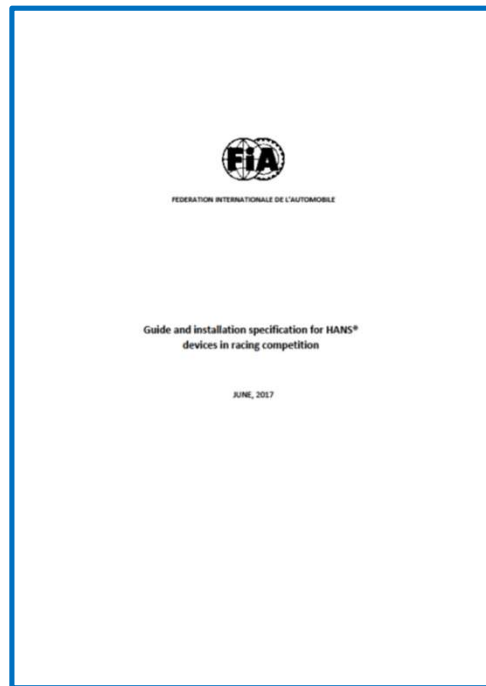 FiA
FEDERATION INTERNATIONALE DE L'AUTOMOBILE
Guide and installation specification for HANS®
devices in racing competition
JUNE, 2017